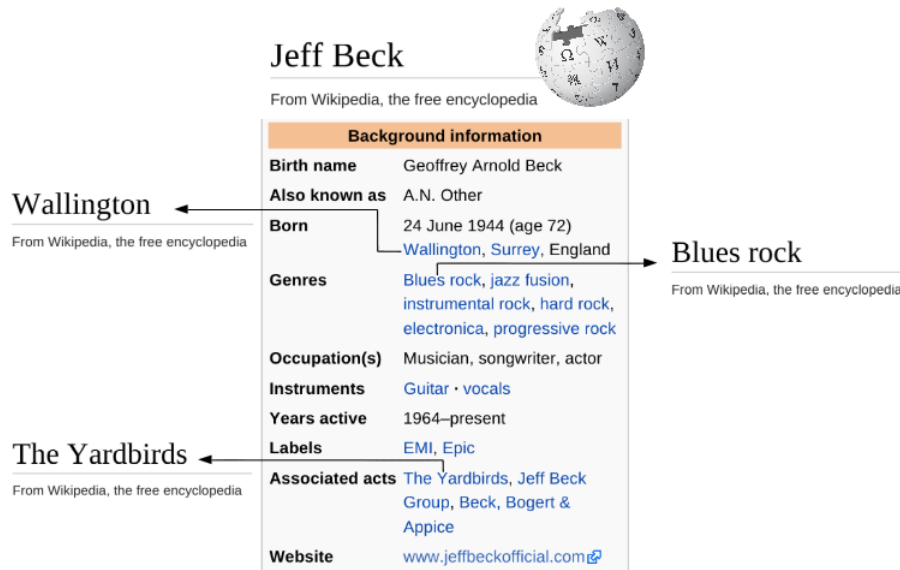 Jeff Beck
From Wikipedia, the free encyclopedia
Background information
Birth name Geoffrey Arnold Beck
Also known as A.N. Other
Born 24 June 1944 (age 72)
Wallington, Surrey, England
Genres Blues rock, jazz fusion,
instrumental rock, hard rock,
electronica, progressive rock
Occupation(s) Musician, songwriter, actor
Instruments Guitar · vocals
Years active 1964–present
Labels EMI, Epic
Associated acts The Yardbirds, Jeff Beck
Group, Beck, Bogert &
Appice
Website www.jeffbeckofficial.com
Wallington
From Wikipedia, the free encyclopedia
The Yardbirds
From Wikipedia, the free encyclopedia
Blues rock
From Wikipedia, the free encyclopedia